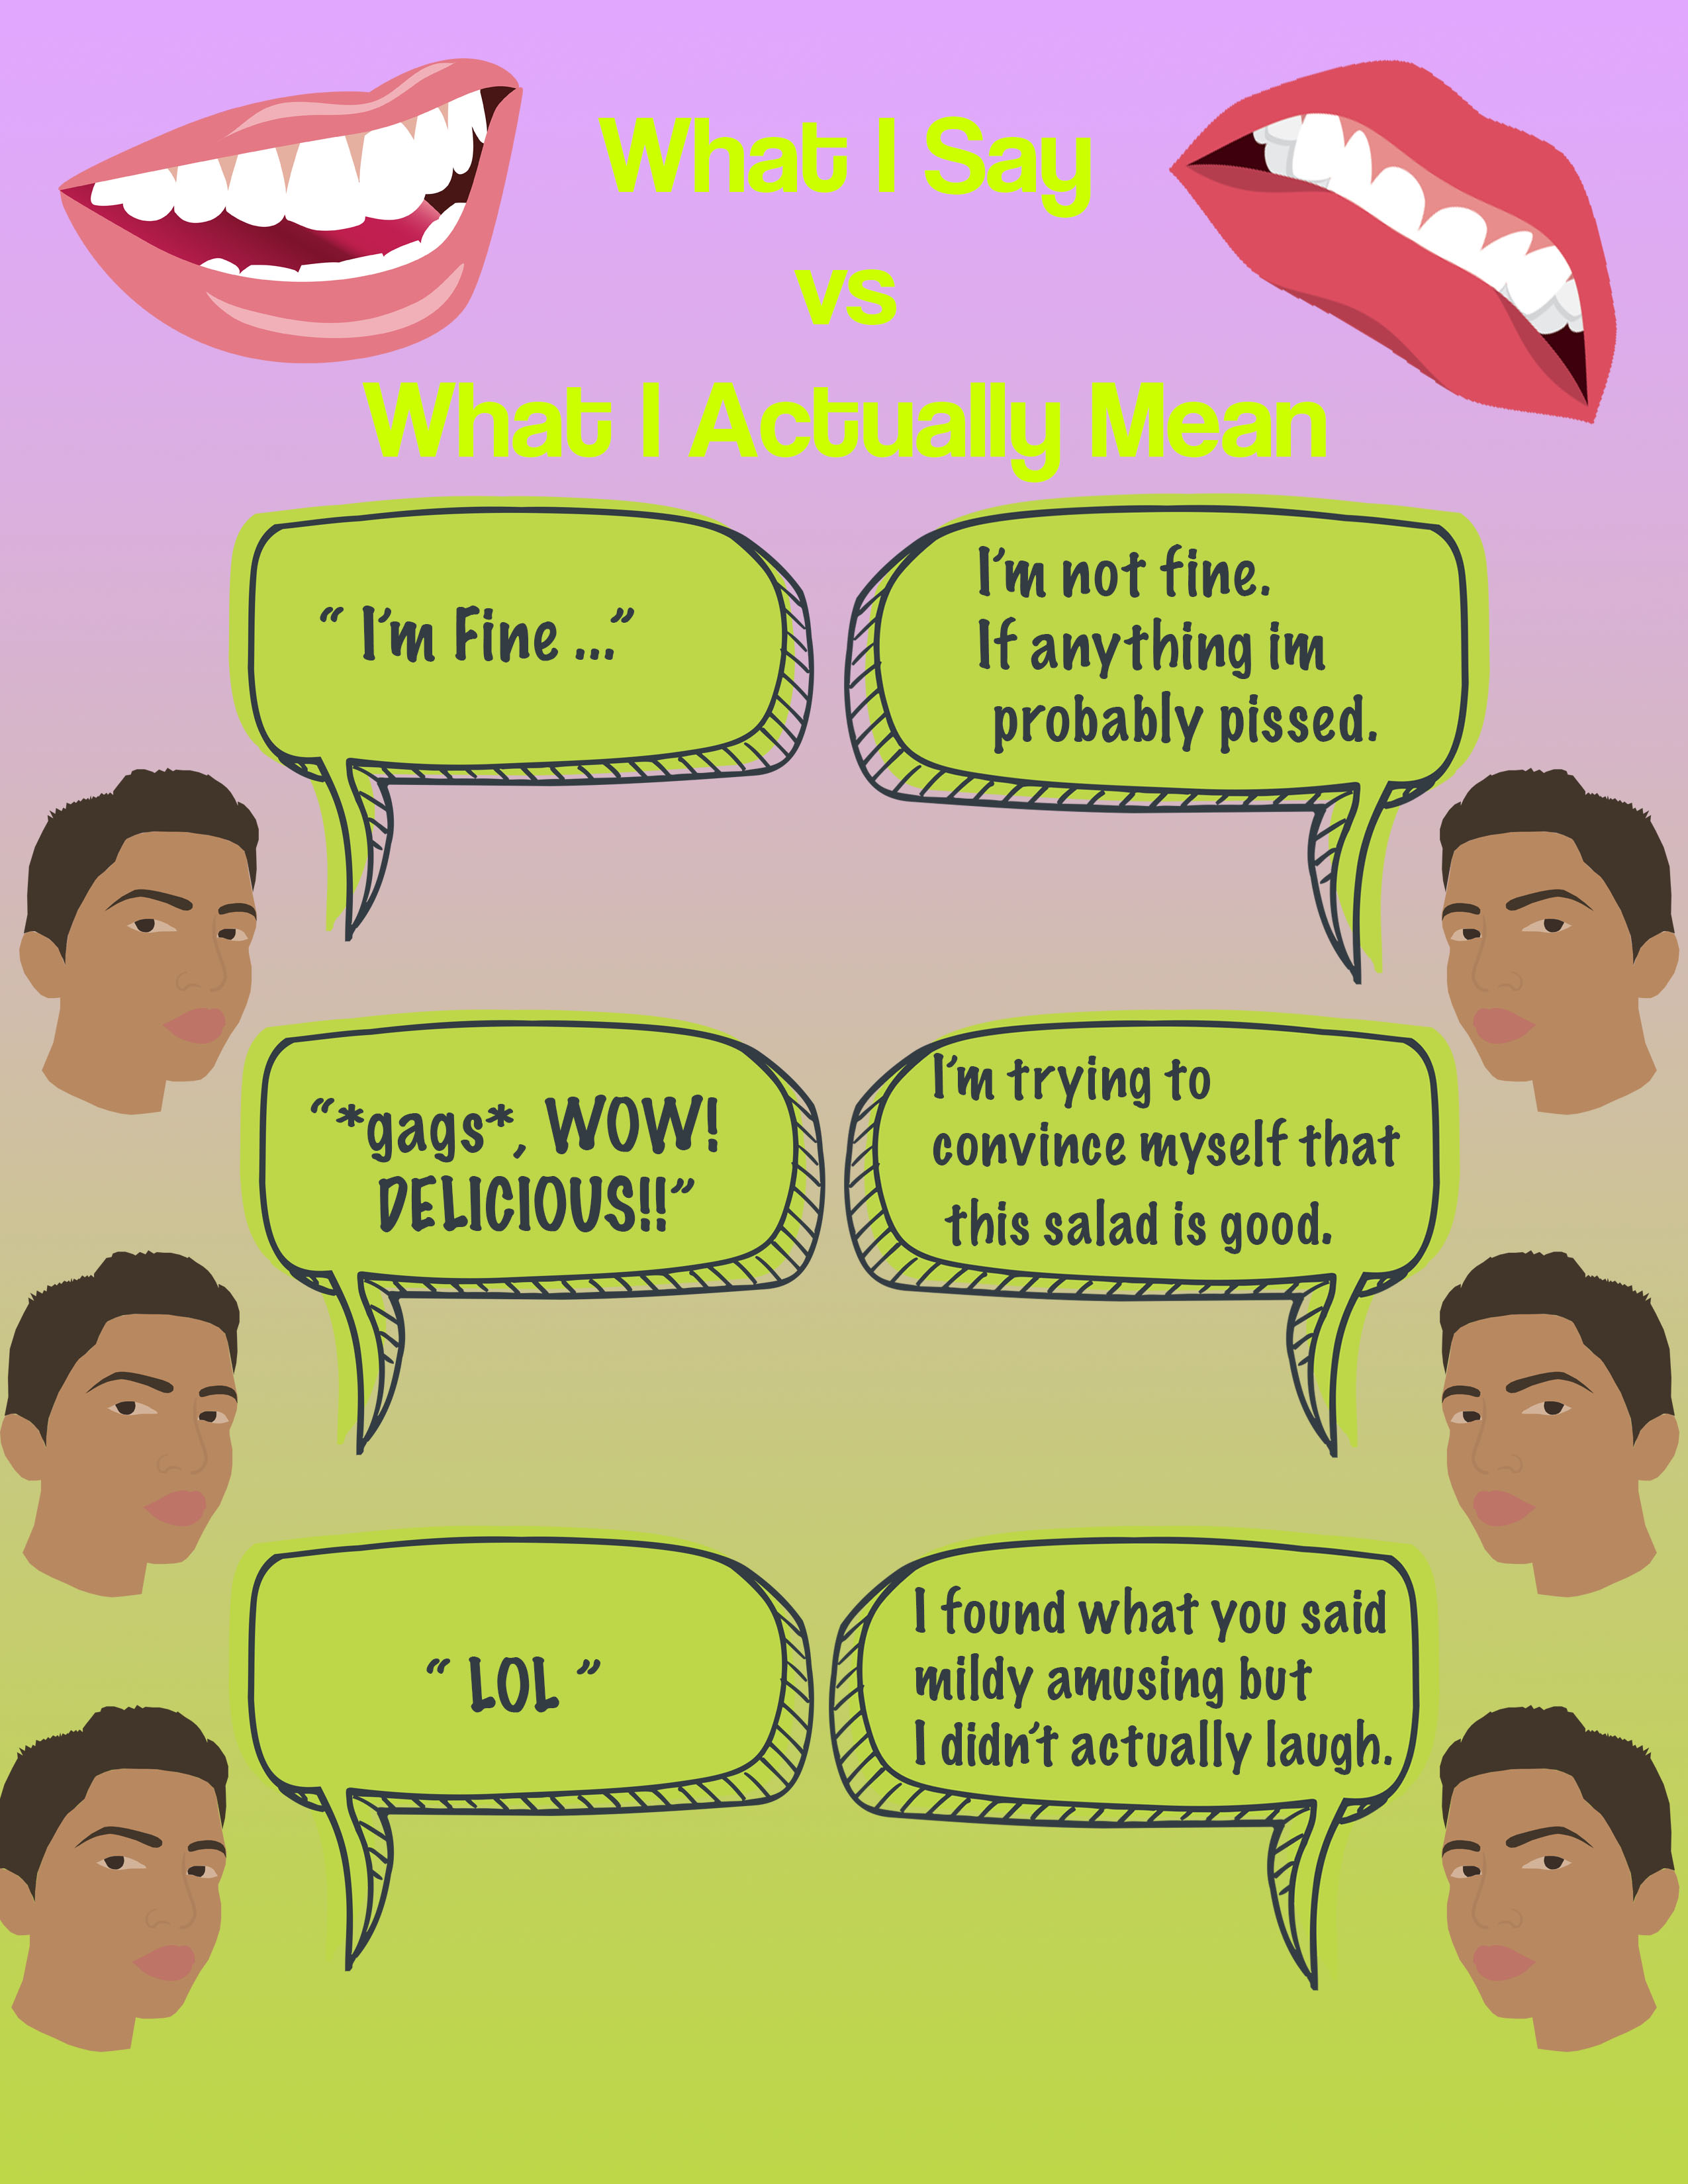 What I Say
vs
What I Actually Mean
“ I'm Fine ...”
I'm not fine.
If anything im
probably pissed.
“*gags*, WOW!
DELICIOUS!!”
I'm trying to
convince myself that
this salad is good.
“ LOL ”
I found what you said
mildy amusing but
I didn't actually laugh.